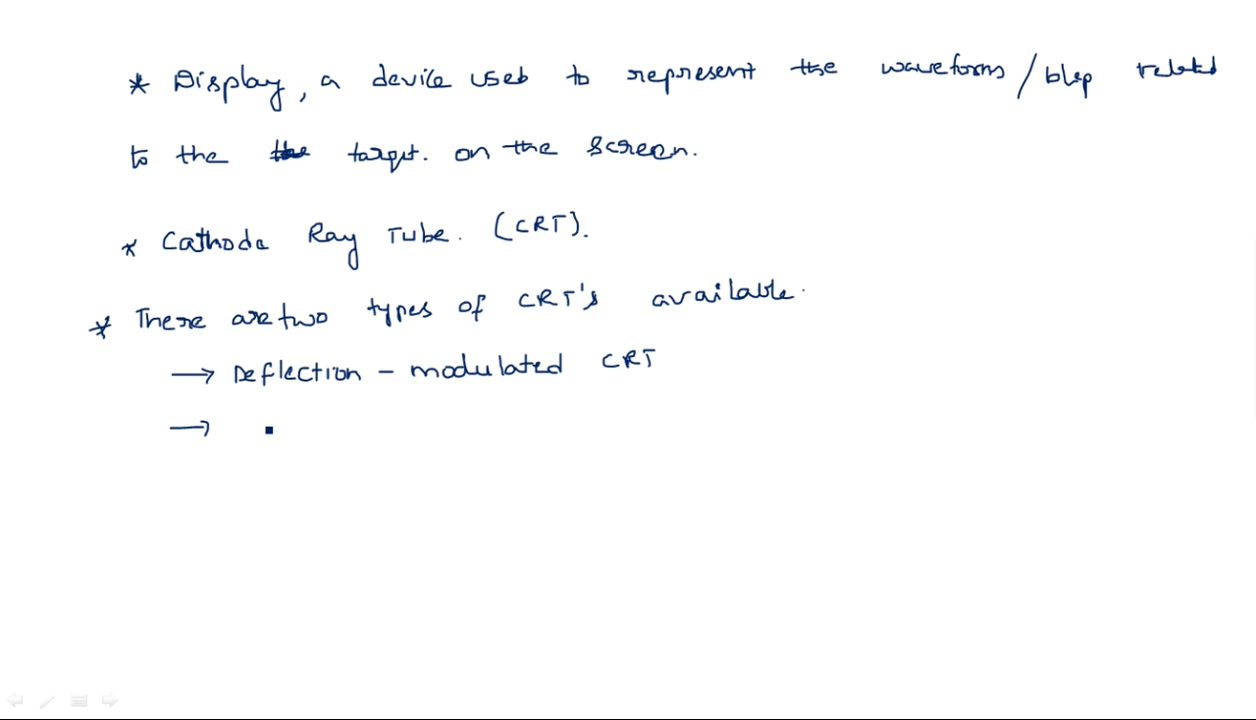 * Display, a device used to represent the waveforms / blip related
to the the target. on the screen.
* Cathode Ray Tube. (CRT).
* There are two types of CRT's available.
→ Deflection - modulated CRT
→